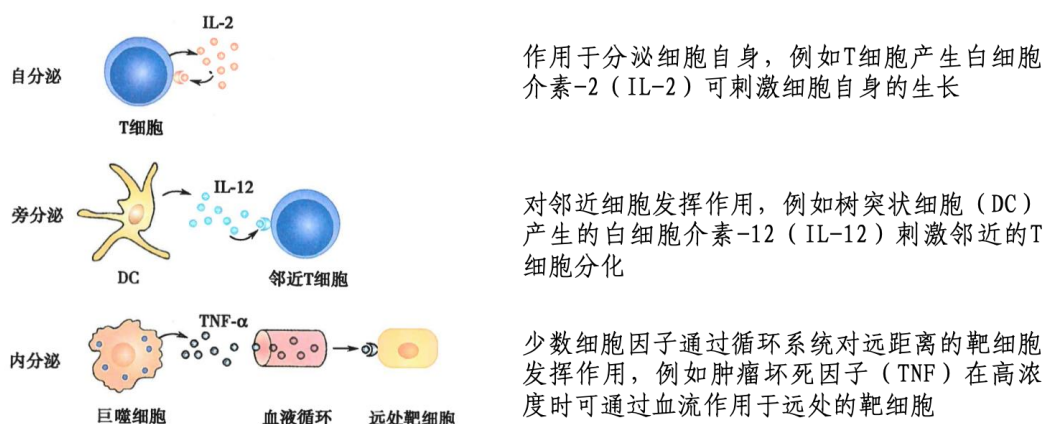 IL-2
自分泌
T细胞
作用于分泌细胞自身，例如T细胞产生白细胞
介素-2（IL-2）可刺激细胞自身的生长
IL-12
旁分泌
DC
邻近T细胞
对邻近细胞发挥作用，例如树突状细胞（DC）
产生的白细胞介素-12（IL-12）刺激邻近的T
细胞分化
TNF-α
内分泌
巨噬细胞
血液循环
远处靶细胞
少数细胞因子通过循环系统对远距离的靶细胞
发挥作用，例如肿瘤坏死因子（TNF）在高浓
度时可通过血流作用于远处的靶细胞